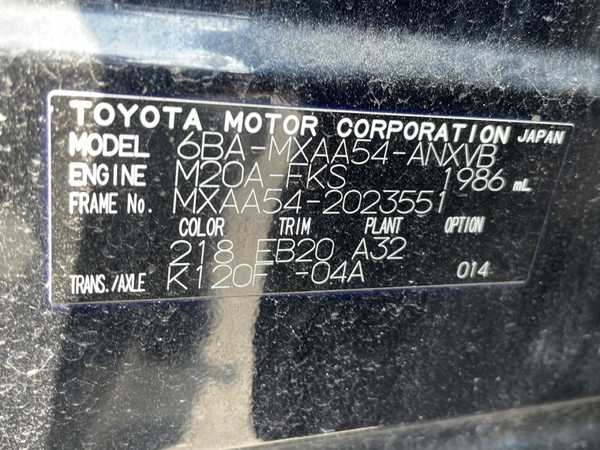 TOYOTA MOTOR CORPORATION JAPAN
MODEL 6BA-MXAA54-ANXVB
ENGINE M20A-FKS 1986 mL
FRAME No. MXAA54-2023551
COLOR TRIM PLANT OPTION
218 EB20 A32
TRANS./AXLE K120F -04A 014